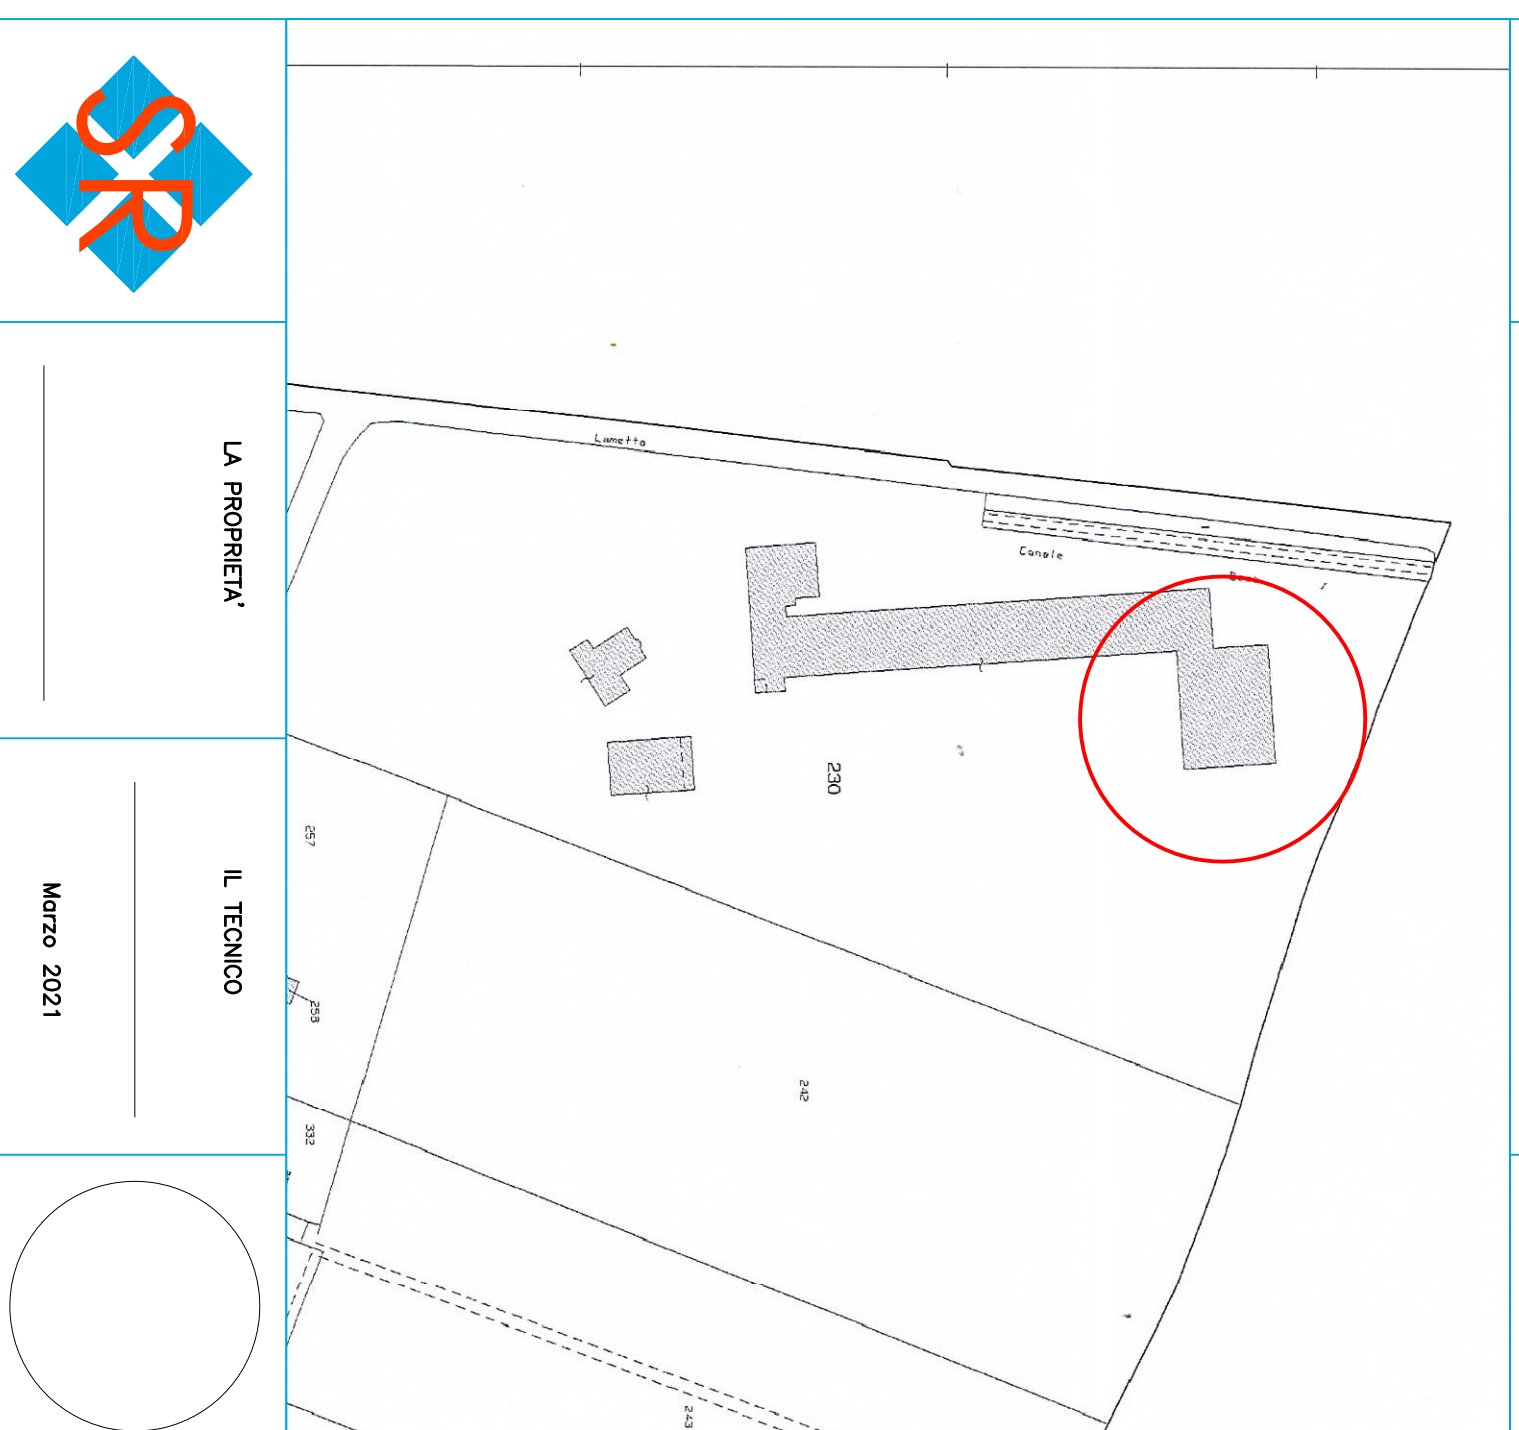 SR
LA PROPRIETA'
IL TECNICO
Marzo 2021
Lametta
Canale
230
257
258
242
332
243